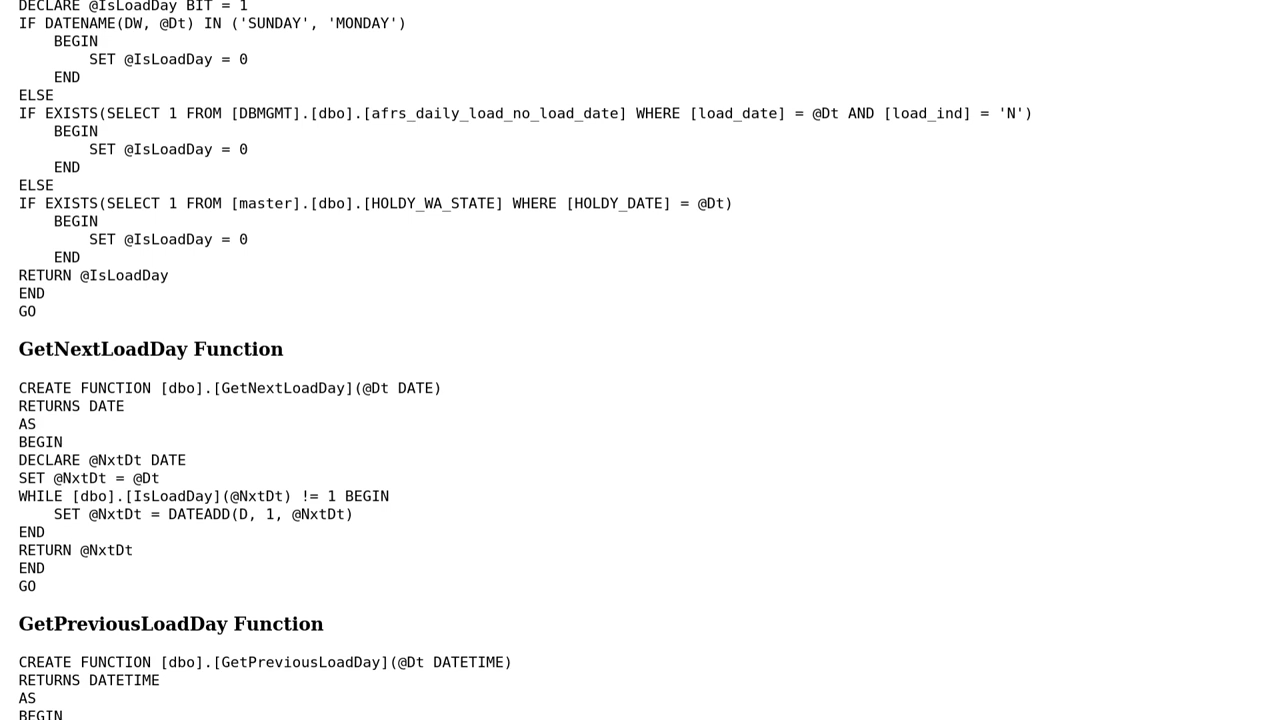 DECLARE @IsLoadDay BIT = 1
IF DATENAME(DW, @Dt) IN ('SUNDAY', 'MONDAY')
    BEGIN
        SET @IsLoadDay = 0
    END
ELSE
IF EXISTS(SELECT 1 FROM [DBMGMT].[dbo].[afrs_daily_load_no_load_date] WHERE [load_date] = @Dt AND [load_ind] = 'N')
    BEGIN
        SET @IsLoadDay = 0
    END
ELSE
IF EXISTS(SELECT 1 FROM [master].[dbo].[HOLDY_WA_STATE] WHERE [HOLDY_DATE] = @Dt)
    BEGIN
        SET @IsLoadDay = 0
    END
RETURN @IsLoadDay
END
GO
GetNextLoadDay Function
CREATE FUNCTION [dbo].[GetNextLoadDay](@Dt DATE)
RETURNS DATE
AS
BEGIN
DECLARE @NxtDt DATE
SET @NxtDt = @Dt
WHILE [dbo].[IsLoadDay](@NxtDt) != 1 BEGIN
    SET @NxtDt = DATEADD(D, 1, @NxtDt)
END
RETURN @NxtDt
END
GO
GetPreviousLoadDay Function
CREATE FUNCTION [dbo].[GetPreviousLoadDay](@Dt DATETIME)
RETURNS DATETIME
AS
BEGIN